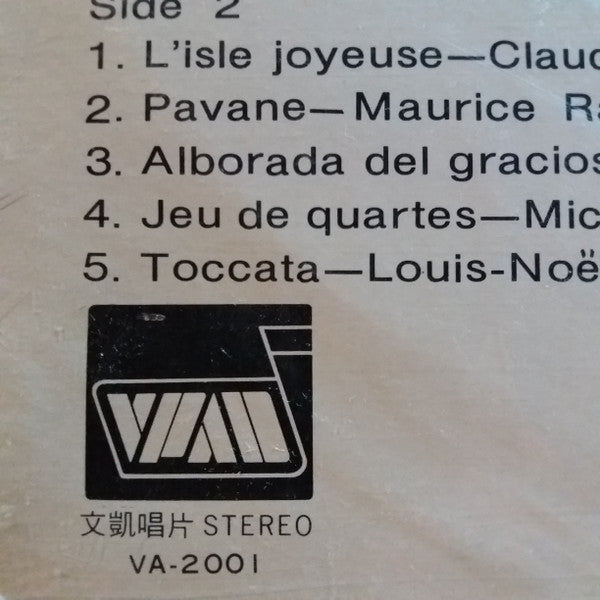 Side 2
1. L'isle joyeuse—Claud
2. Pavane—Maurice Ra
3. Alborada del gracios
4. Jeu de quartes—Mic
5. Toccata—Louis-Noë
文凱唱片 STEREO
VA-2001